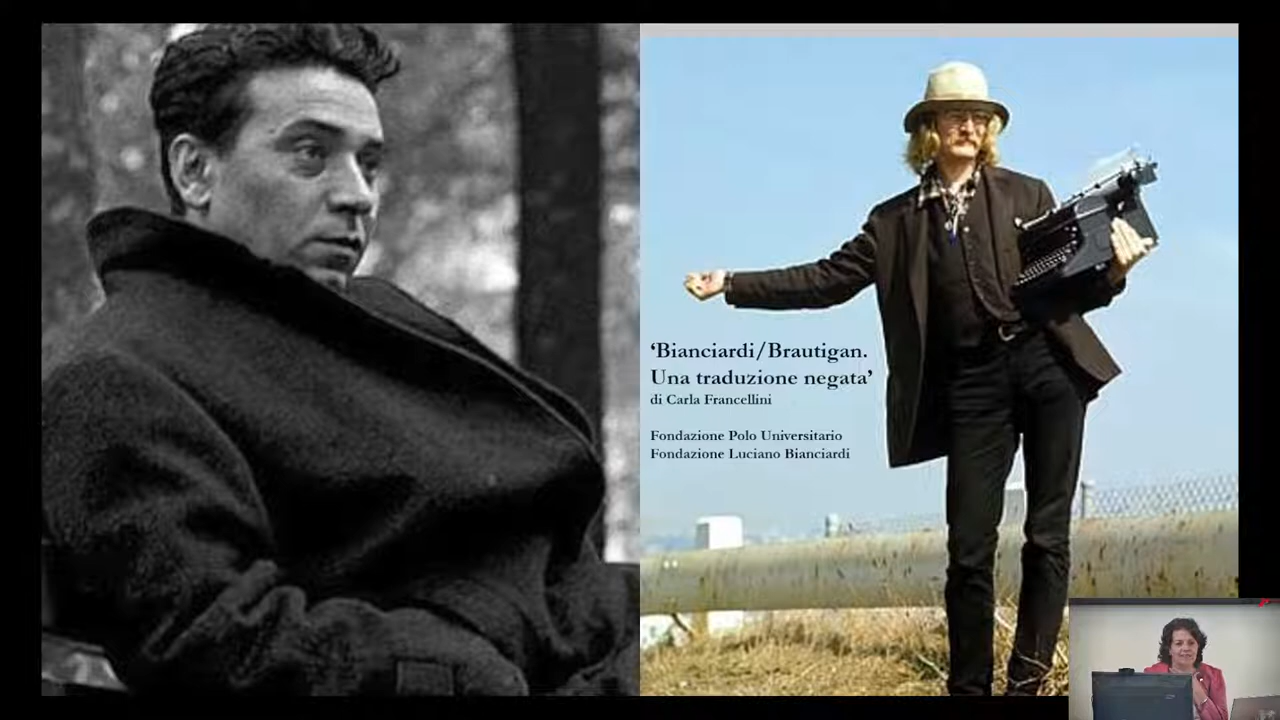 ‘Bianciardi/Brautigan.
Una traduzione negata’
di Carla Francellini
Fondazione Polo Universitario
Fondazione Luciano Bianciardi